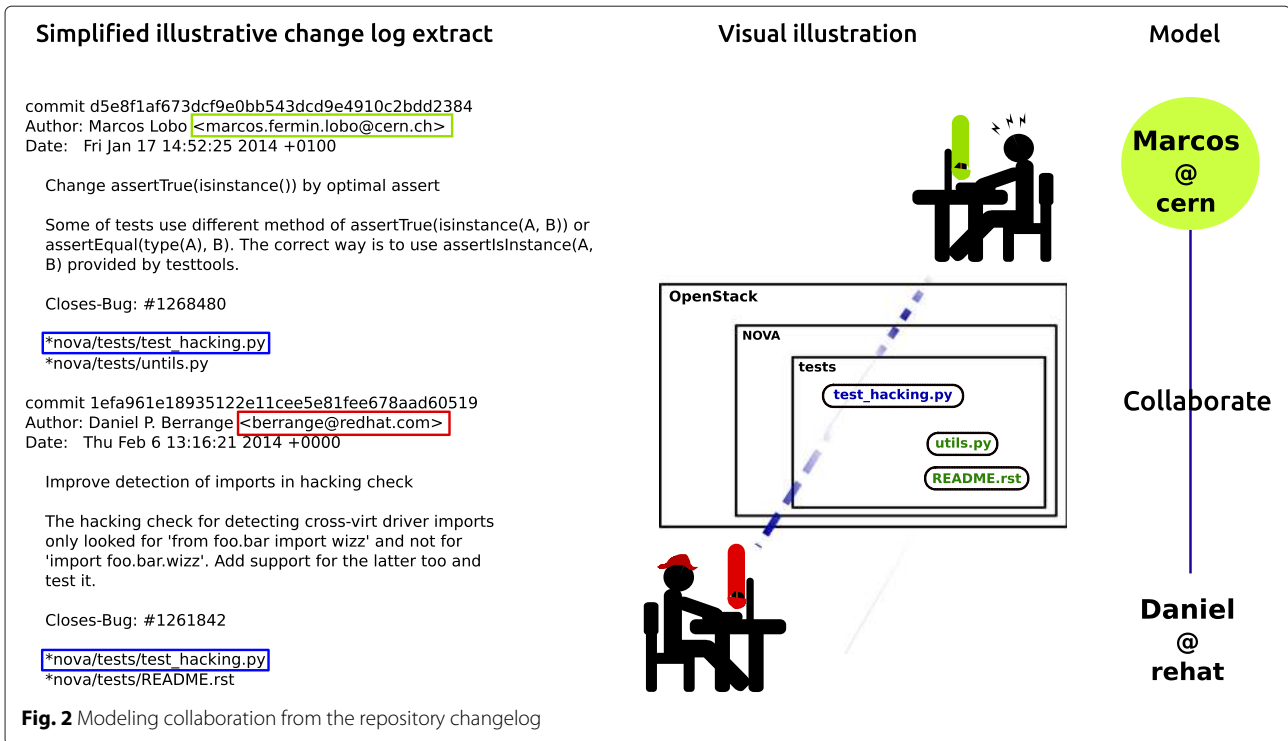 Simplified illustrative change log extract
Visual illustration
Model
commit d5e8f1af673dcf9e0bb543dcd9e4910c2bdd2384
Author: Marcos Lobo <marcos.fermin.lobo@cern.ch>
Date: Fri Jan 17 14:52:25 2014 +0100
Change assertTrue(isinstance()) by optimal assert
Some of tests use different method of assertTrue(isinstance(A, B)) or
assertEqual(type(A), B). The correct way is to use assertIsInstance(A,
B) provided by testtools.
Closes-Bug: #1268480
*nova/tests/test_hacking.py
*nova/tests/untils.py
commit 1efa961e18935122e11cee5e81fee678aad60519
Author: Daniel P. Berrange <berrange@redhat.com>
Date: Thu Feb 6 13:16:21 2014 +0000
Improve detection of imports in hacking check
The hacking check for detecting cross-virt driver imports
only looked for 'from foo.bar import wizz' and not for
'import foo.bar.wizz'. Add support for the latter too and
test it.
Closes-Bug: #1261842
*nova/tests/test_hacking.py
*nova/tests/README.rst
OpenStack
NOVA
tests
test_hacking.py
utils.py
README.rst
Marcos
@
cern
Collaborate
Daniel
@
rehat
Fig. 2 Modeling collaboration from the repository changelog